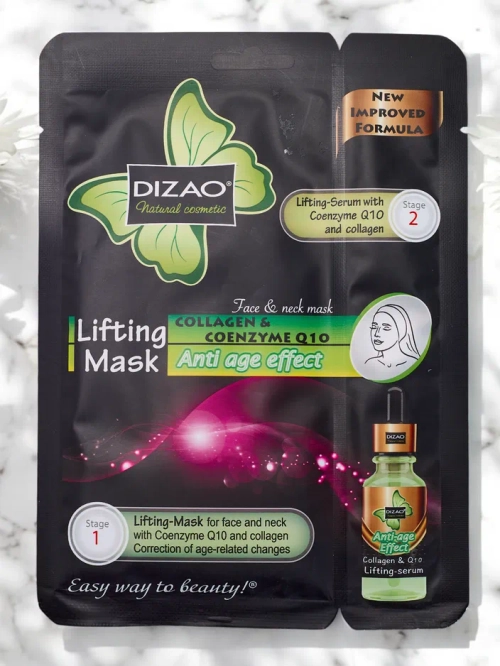 DIZAO®
Natural cosmetic
New
Improved
Formula
Lifting-Serum with
Coenzyme Q10
and collagen
Stage
2
Face & neck mask
Lifting
Mask
COLLAGEN &
COENZYME Q10
Anti age effect
Stage
1
Lifting-Mask for face and neck
with Coenzyme Q10 and collagen
Correction of age-related changes
Easy way to beauty!®
DIZAO
DIZAO
Anti-age
Effect
Collagen & Q10
Lifting-serum